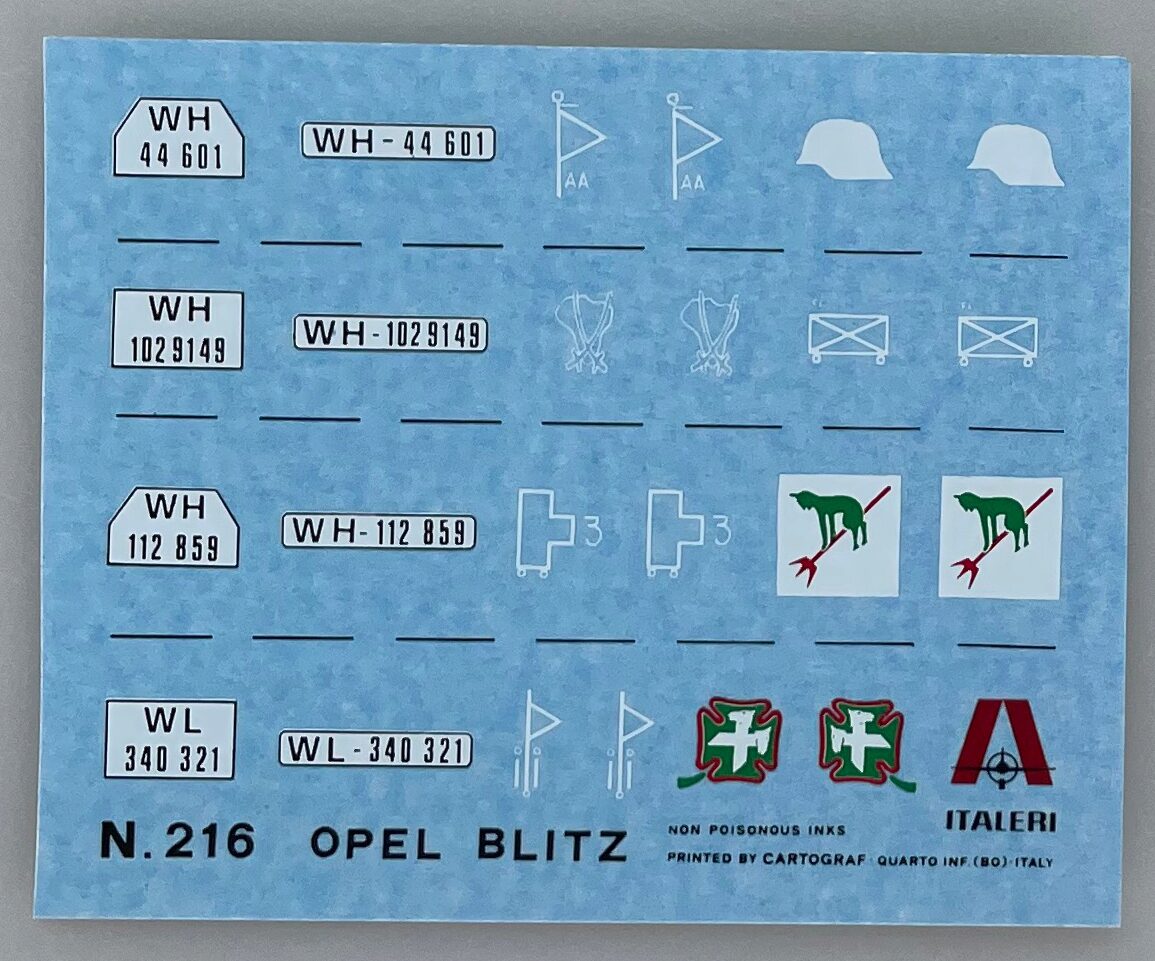 WH
44 601
WH - 44 601
AA
AA
WH
1029149
WH - 1029149
WH
112 859
WH - 112 859
3
3
WL
340 321
WL - 340 321
ITALERI
N. 216 OPEL BLITZ
NON POISONOUS INKS
PRINTED BY CARTOGRAF · QUARTO INF. (BO) · ITALY